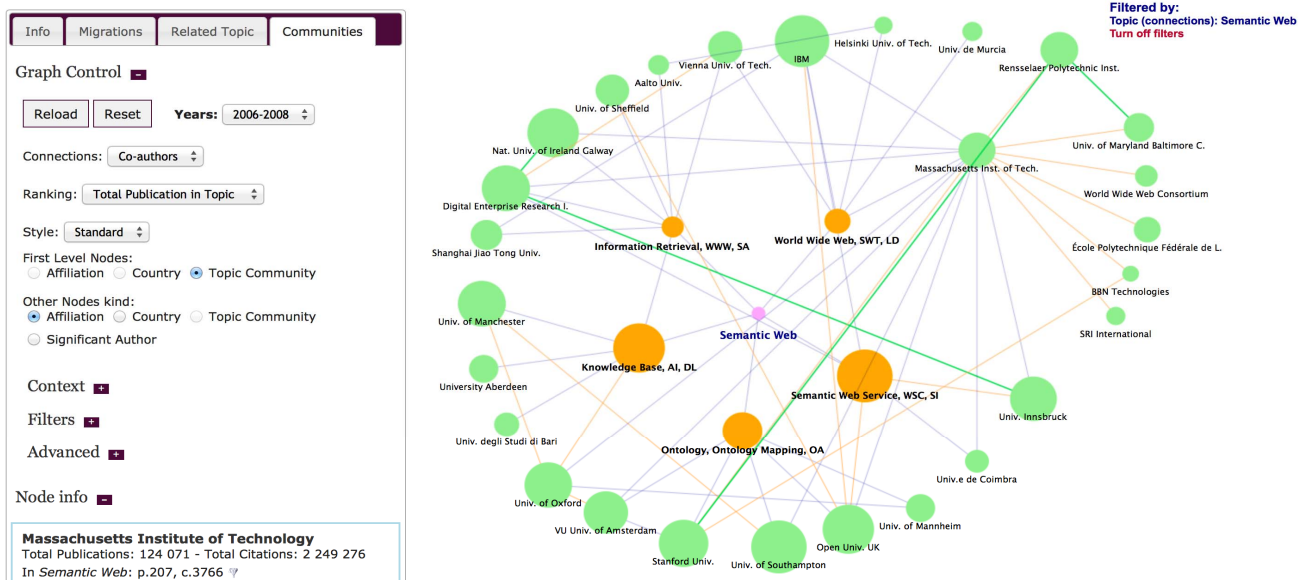 Info Migrations Related Topic Communities
Graph Control -
Reload Reset Years: 2006-2008
Connections: Co-authors
Ranking: Total Publication in Topic
Style: Standard
First Level Nodes:
Affiliation Country Topic Community
Other Nodes kind:
Affiliation Country Topic Community
Significant Author
Context +
Filters +
Advanced +
Node info -
Massachusetts Institute of Technology
Total Publications: 124 071 - Total Citations: 2 249 276
In Semantic Web: p.207, c.3766
Filtered by:
Topic (connections): Semantic Web
Turn off filters
Helsinki Univ. of Tech.
Univ. de Murcia
IBM
Vienna Univ. of Tech.
Rensselaer Polytechnic Inst.
Aalto Univ.
Univ. of Sheffield
Nat. Univ. of Ireland Galway
Univ. of Maryland Baltimore C.
Massachusetts Inst. of Tech.
World Wide Web Consortium
Digital Enterprise Research I.
Information Retrieval, WWW, SA
World Wide Web, SWT, LD
Shanghai Jiao Tong Univ.
École Polytechnique Fédérale de L.
BBN Technologies
Univ. of Manchester
Semantic Web
SRI International
Knowledge Base, AI, DL
University Aberdeen
Semantic Web Service, WSC, SI
Univ. Innsbruck
Univ. degli Studi di Bari
Ontology, Ontology Mapping, OA
Univ.e de Coimbra
Univ. of Oxford
VU Univ. of Amsterdam
Univ. of Mannheim
Stanford Univ.
Univ. of Southampton
Open Univ. UK